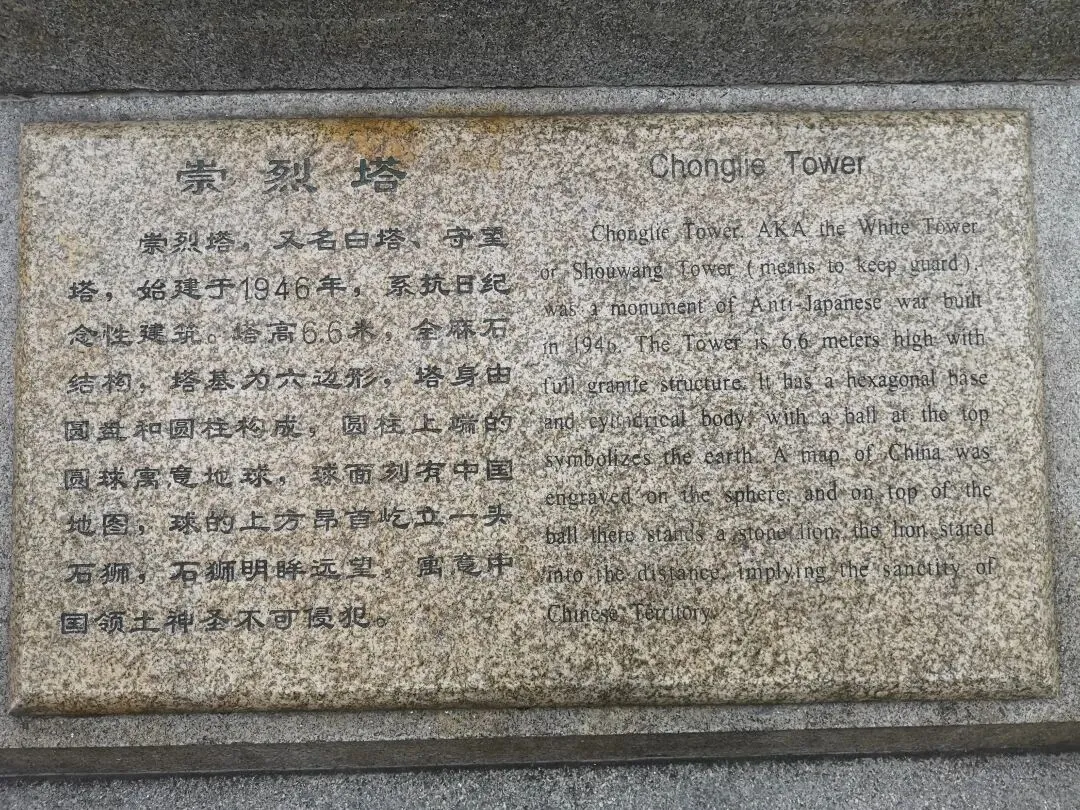 崇烈塔
崇烈塔，又名白塔、守望
塔，始建于1946年，系抗日纪
念性建筑。塔高6.6米，全麻石
结构，塔基为六边形，塔身由
圆盘和圆柱构成，圆柱上端的
圆球寓意地球，球面刻有中国
地图，球的上方昂首屹立一头
石狮，石狮明眸远望，寓意中
国领土神圣不可侵犯。
Chonglie Tower
Chonglie Tower, AKA the White Tower
or Shouwang Tower (means to keep guard),
was a monument of Anti-Japanese war built
in 1946. The Tower is 6.6 meters high with
full granite structure. It has a hexagonal base
and cylindrical body, with a ball at the top
symbolizes the earth. A map of China was
engraved on the sphere, and on top of the
ball there stands a stone lion, the lion stared
into the distance, implying the sanctity of
Chinese Territory.